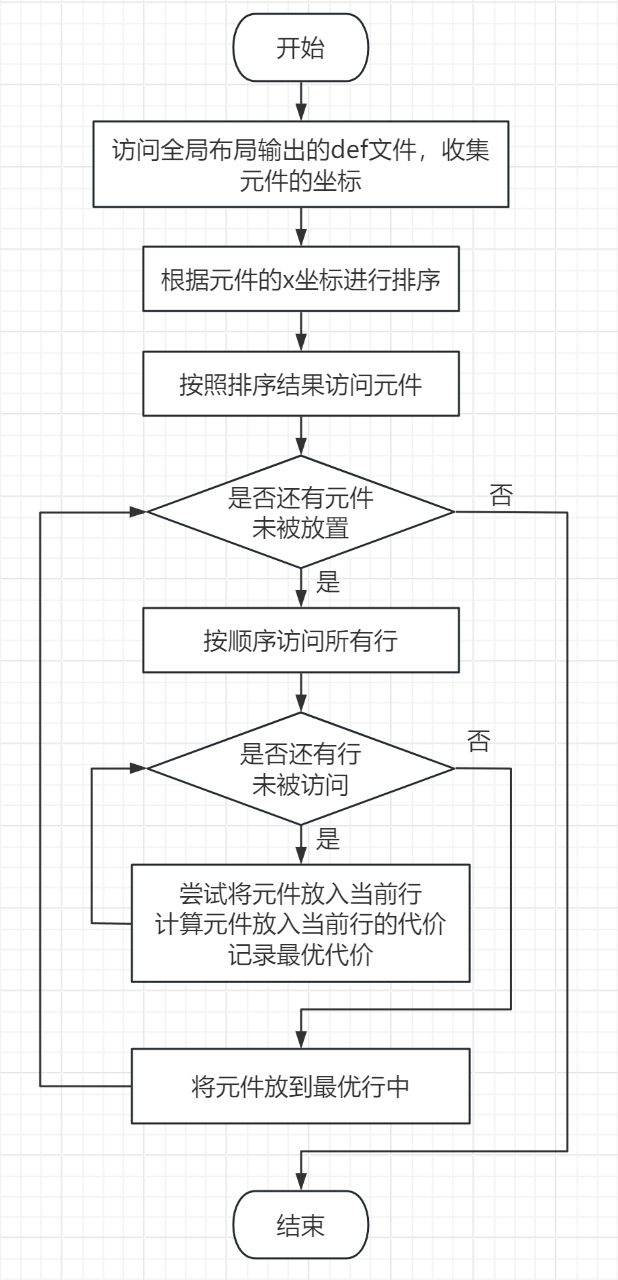 开始
访问全局布局输出的def文件，收集
元件的坐标
根据元件的x坐标进行排序
按照排序结果访问元件
是否还有元件
未被放置
否
是
按顺序访问所有行
是否还有行
未被访问
否
是
尝试将元件放入当前行
计算元件放入当前行的代价
记录最优代价
将元件放到最优行中
结束